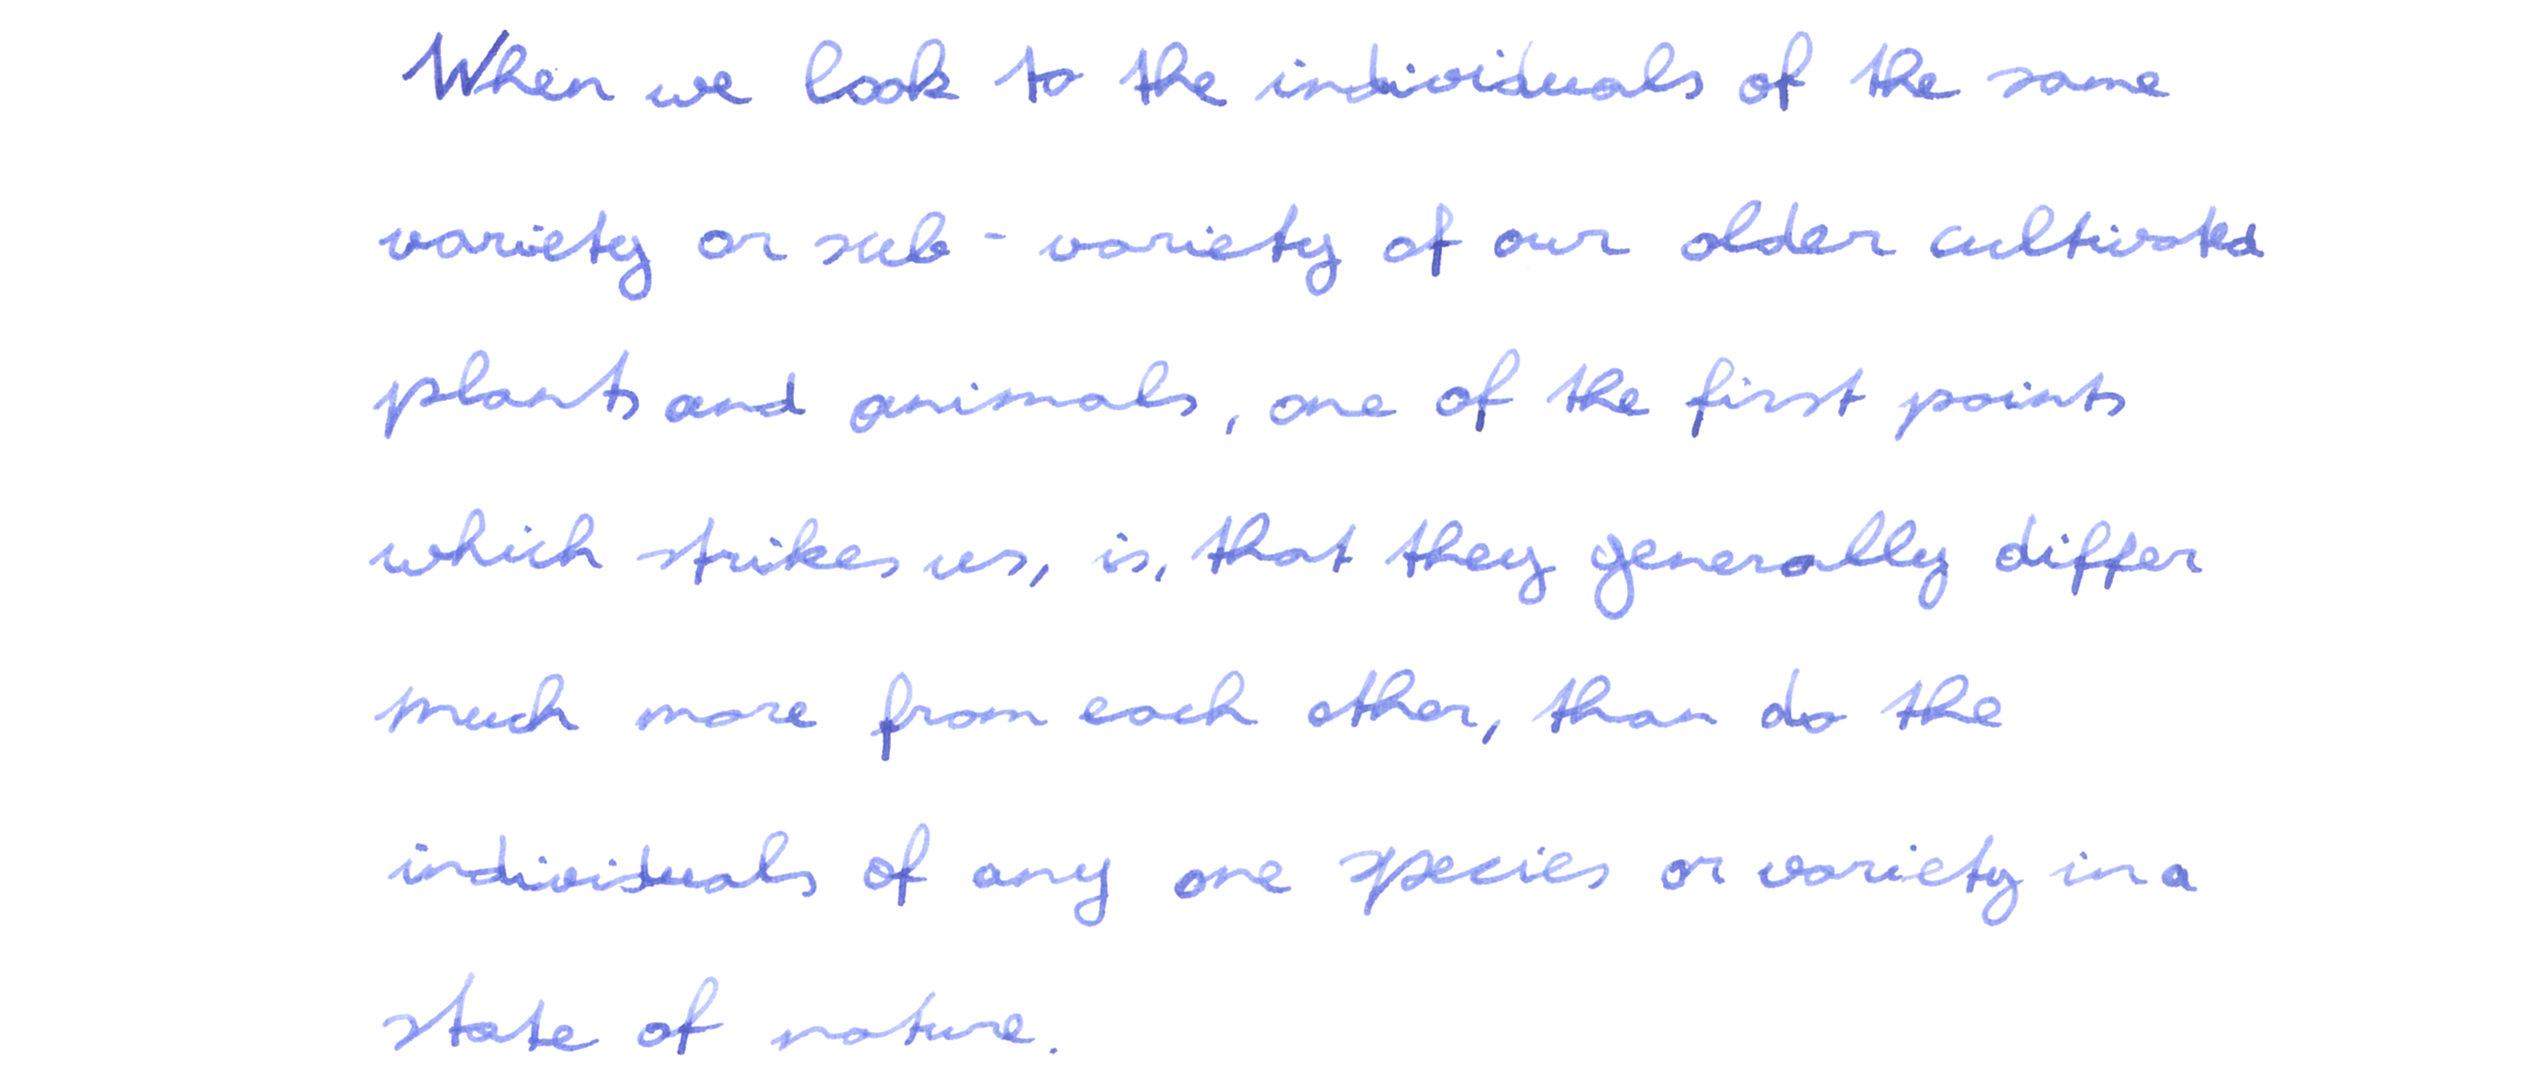 When we look to the individuals of the same
variety or sub-variety of our older cultivated
plants and animals, one of the first points
which strikes us, is, that they generally differ
much more from each other, than do the
individuals of any one species or variety in a
state of nature.